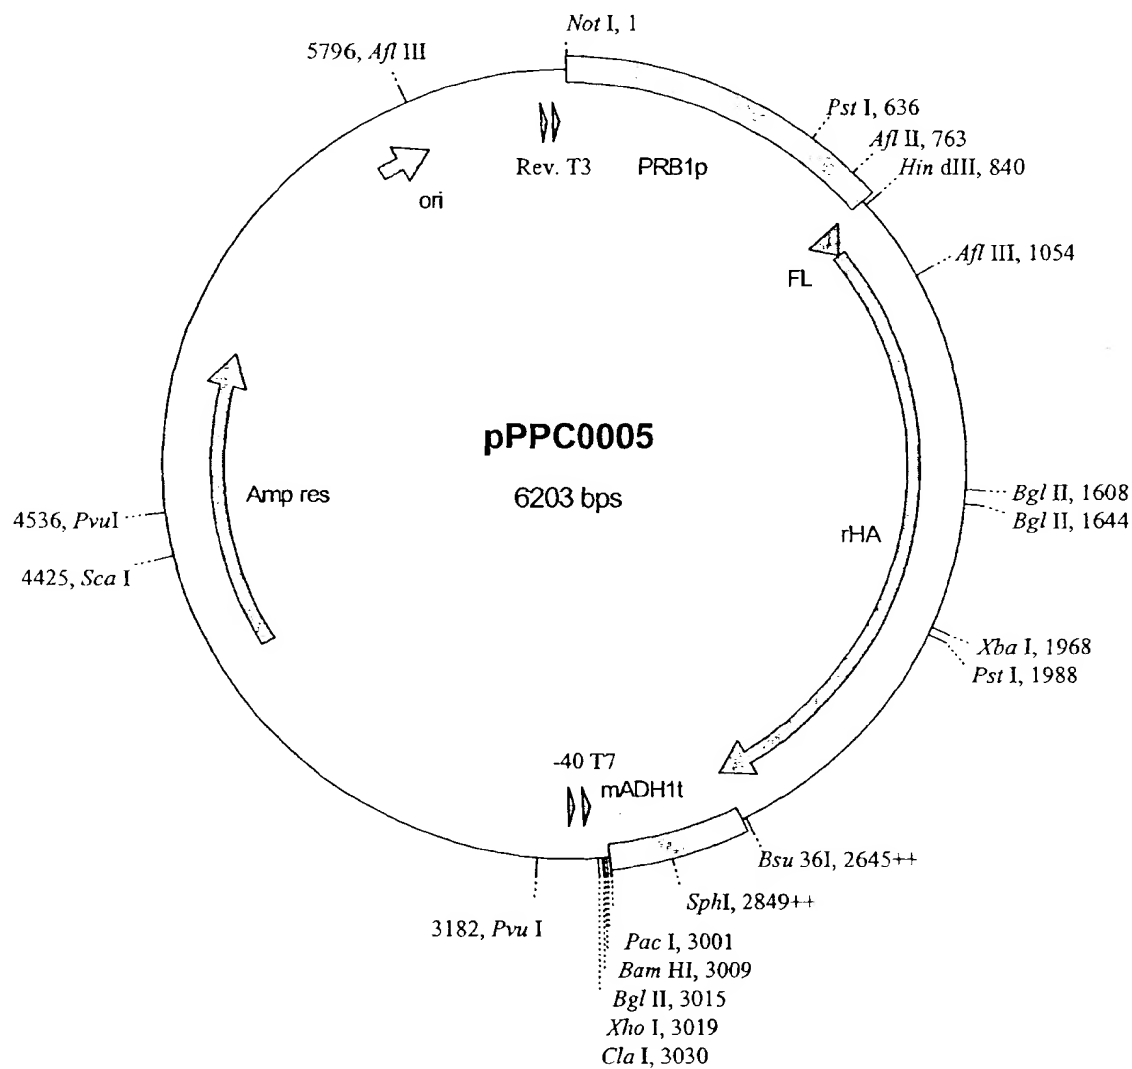 Not I, 1
5796, Afl III
Pst I, 636
Afl II, 763
Hin dIII, 840
Rev. T3
PRB1p
ori
Afl III, 1054
FL
pPPC0005
6203 bps
Amp res
4536, PvuI
4425, Sca I
Bgl II, 1608
Bgl II, 1644
rHA
Xba I, 1968
Pst I, 1988
-40 T7
mADH1t
Bsu 36I, 2645++
SphI, 2849++
3182, Pvu I
Pac I, 3001
Bam HI, 3009
Bgl II, 3015
Xho I, 3019
Cla I, 3030